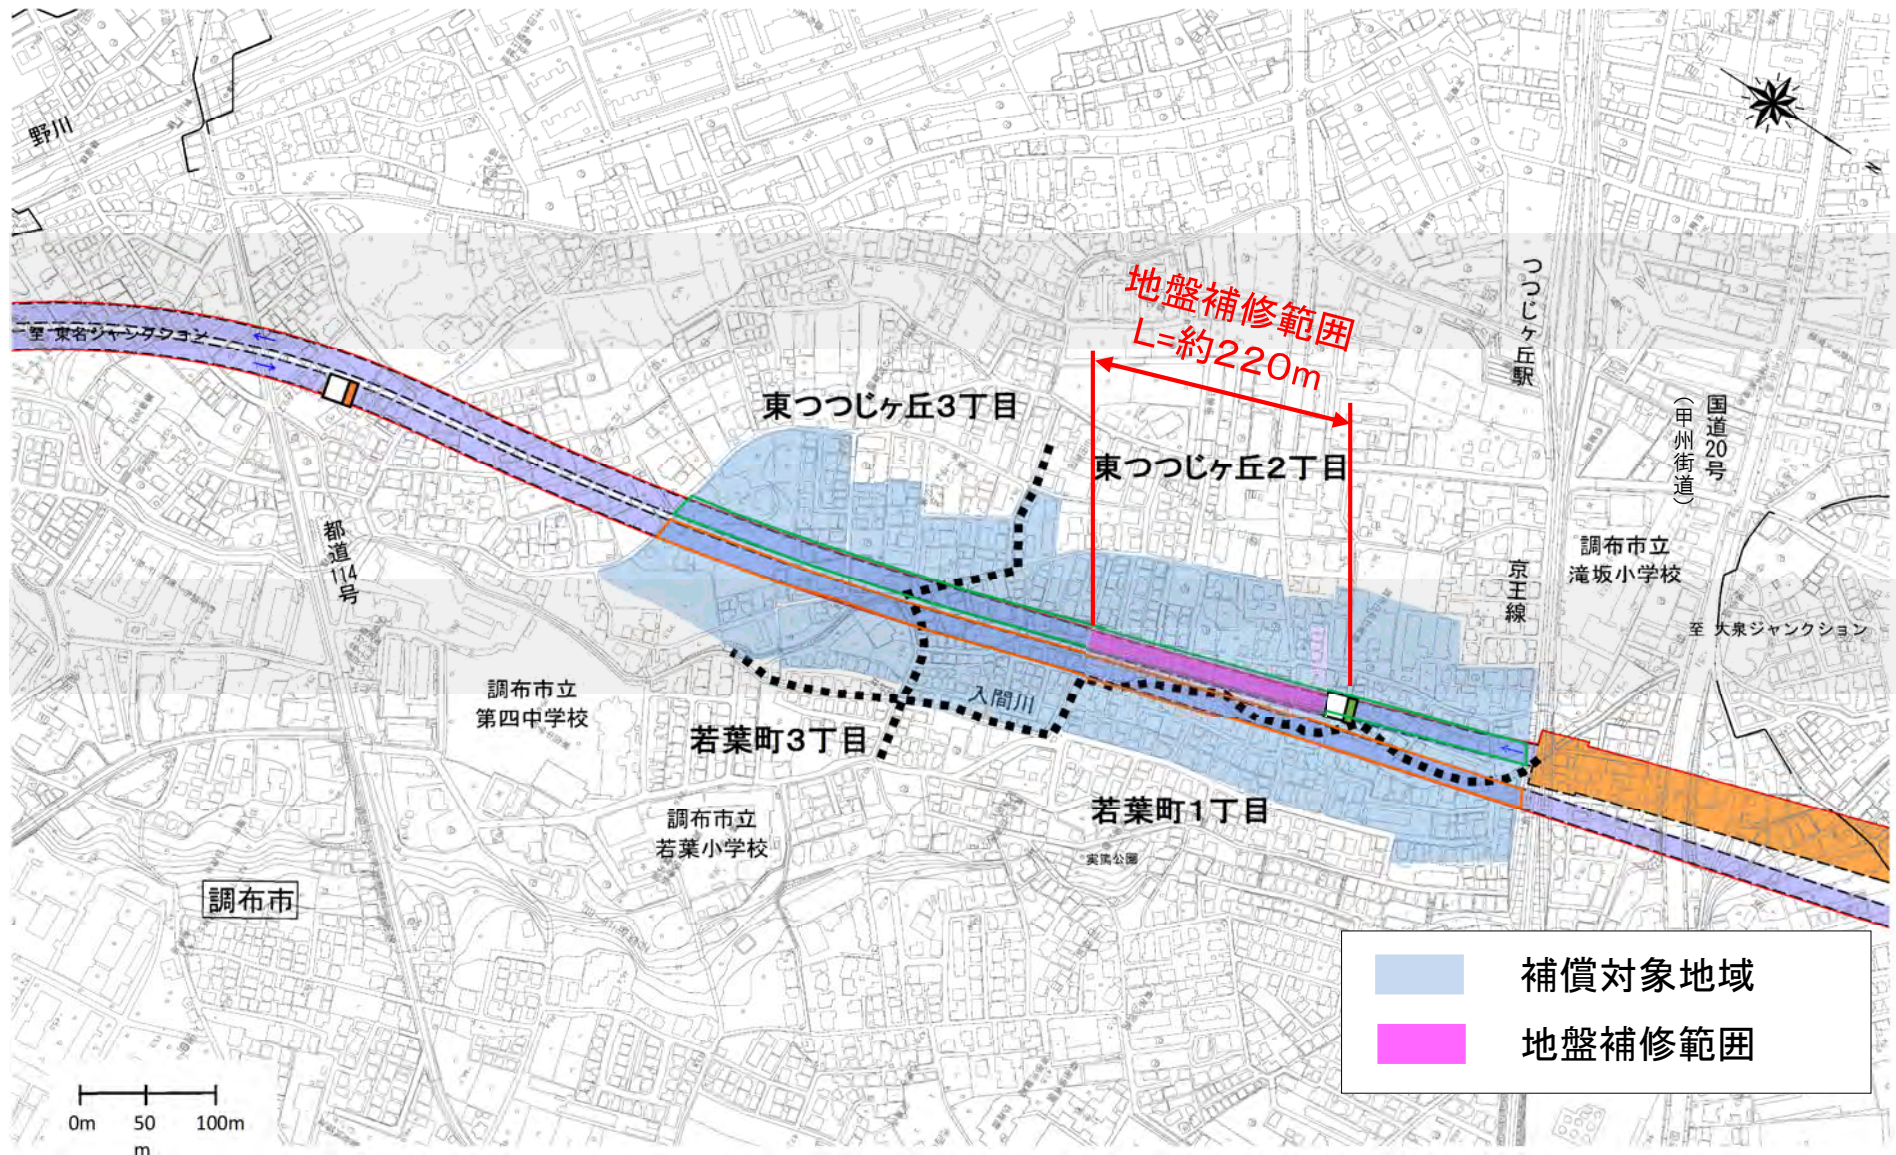 野川
N
至 東名ジャンクション
地盤補修範囲
L=約220m
つつじヶ丘駅
国道20号
(甲州街道)
東つつじヶ丘3丁目
東つつじヶ丘2丁目
都道114号
京王線
調布市立
滝坂小学校
至 大泉ジャンクション
調布市立
第四中学校
入間川
若葉町3丁目
若葉町1丁目
調布市立
若葉小学校
実篤公園
調布市
補償対象地域
地盤補修範囲
0m 50 100m
m